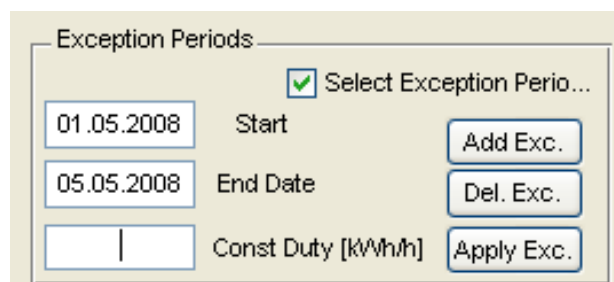 Exception Periods
Select Exception Perio...
01.05.2008 Start
Add Exc.
05.05.2008 End Date
Del. Exc.
Const Duty [kWh/h] Apply Exc.